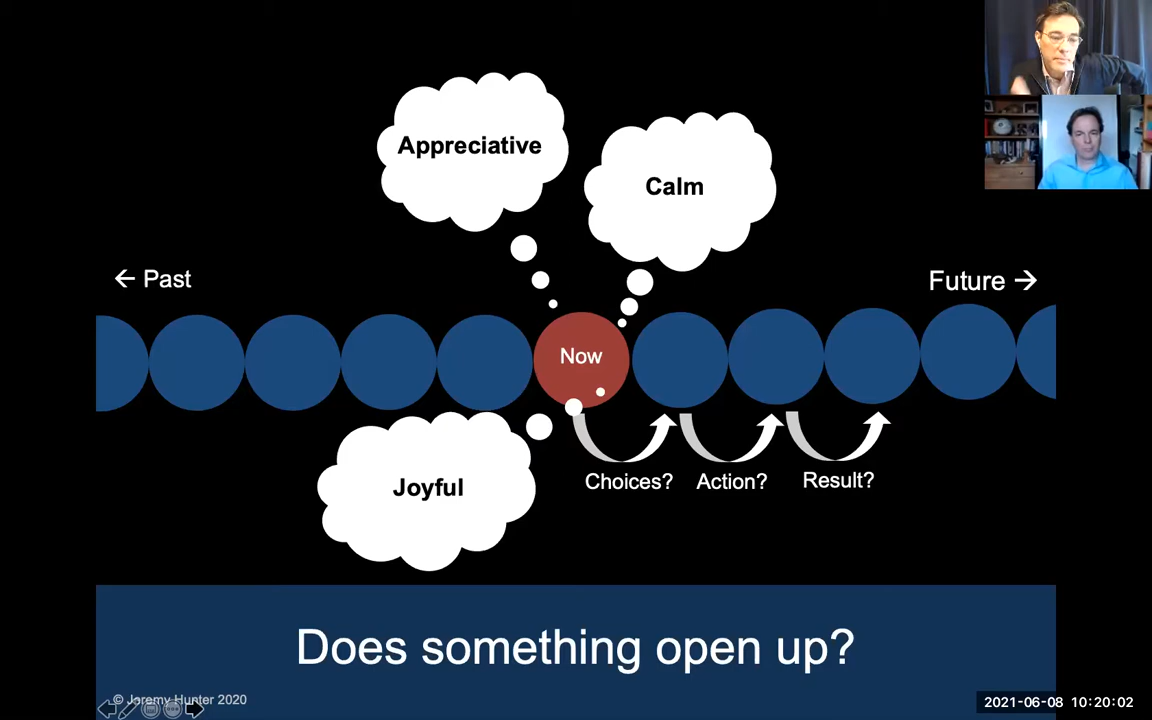 Appreciative
Calm
← Past
Future →
Now
Joyful
Choices?
Action?
Result?
Does something open up?
© Jeremy Hunter 2020
2021-06-08 10:20:02